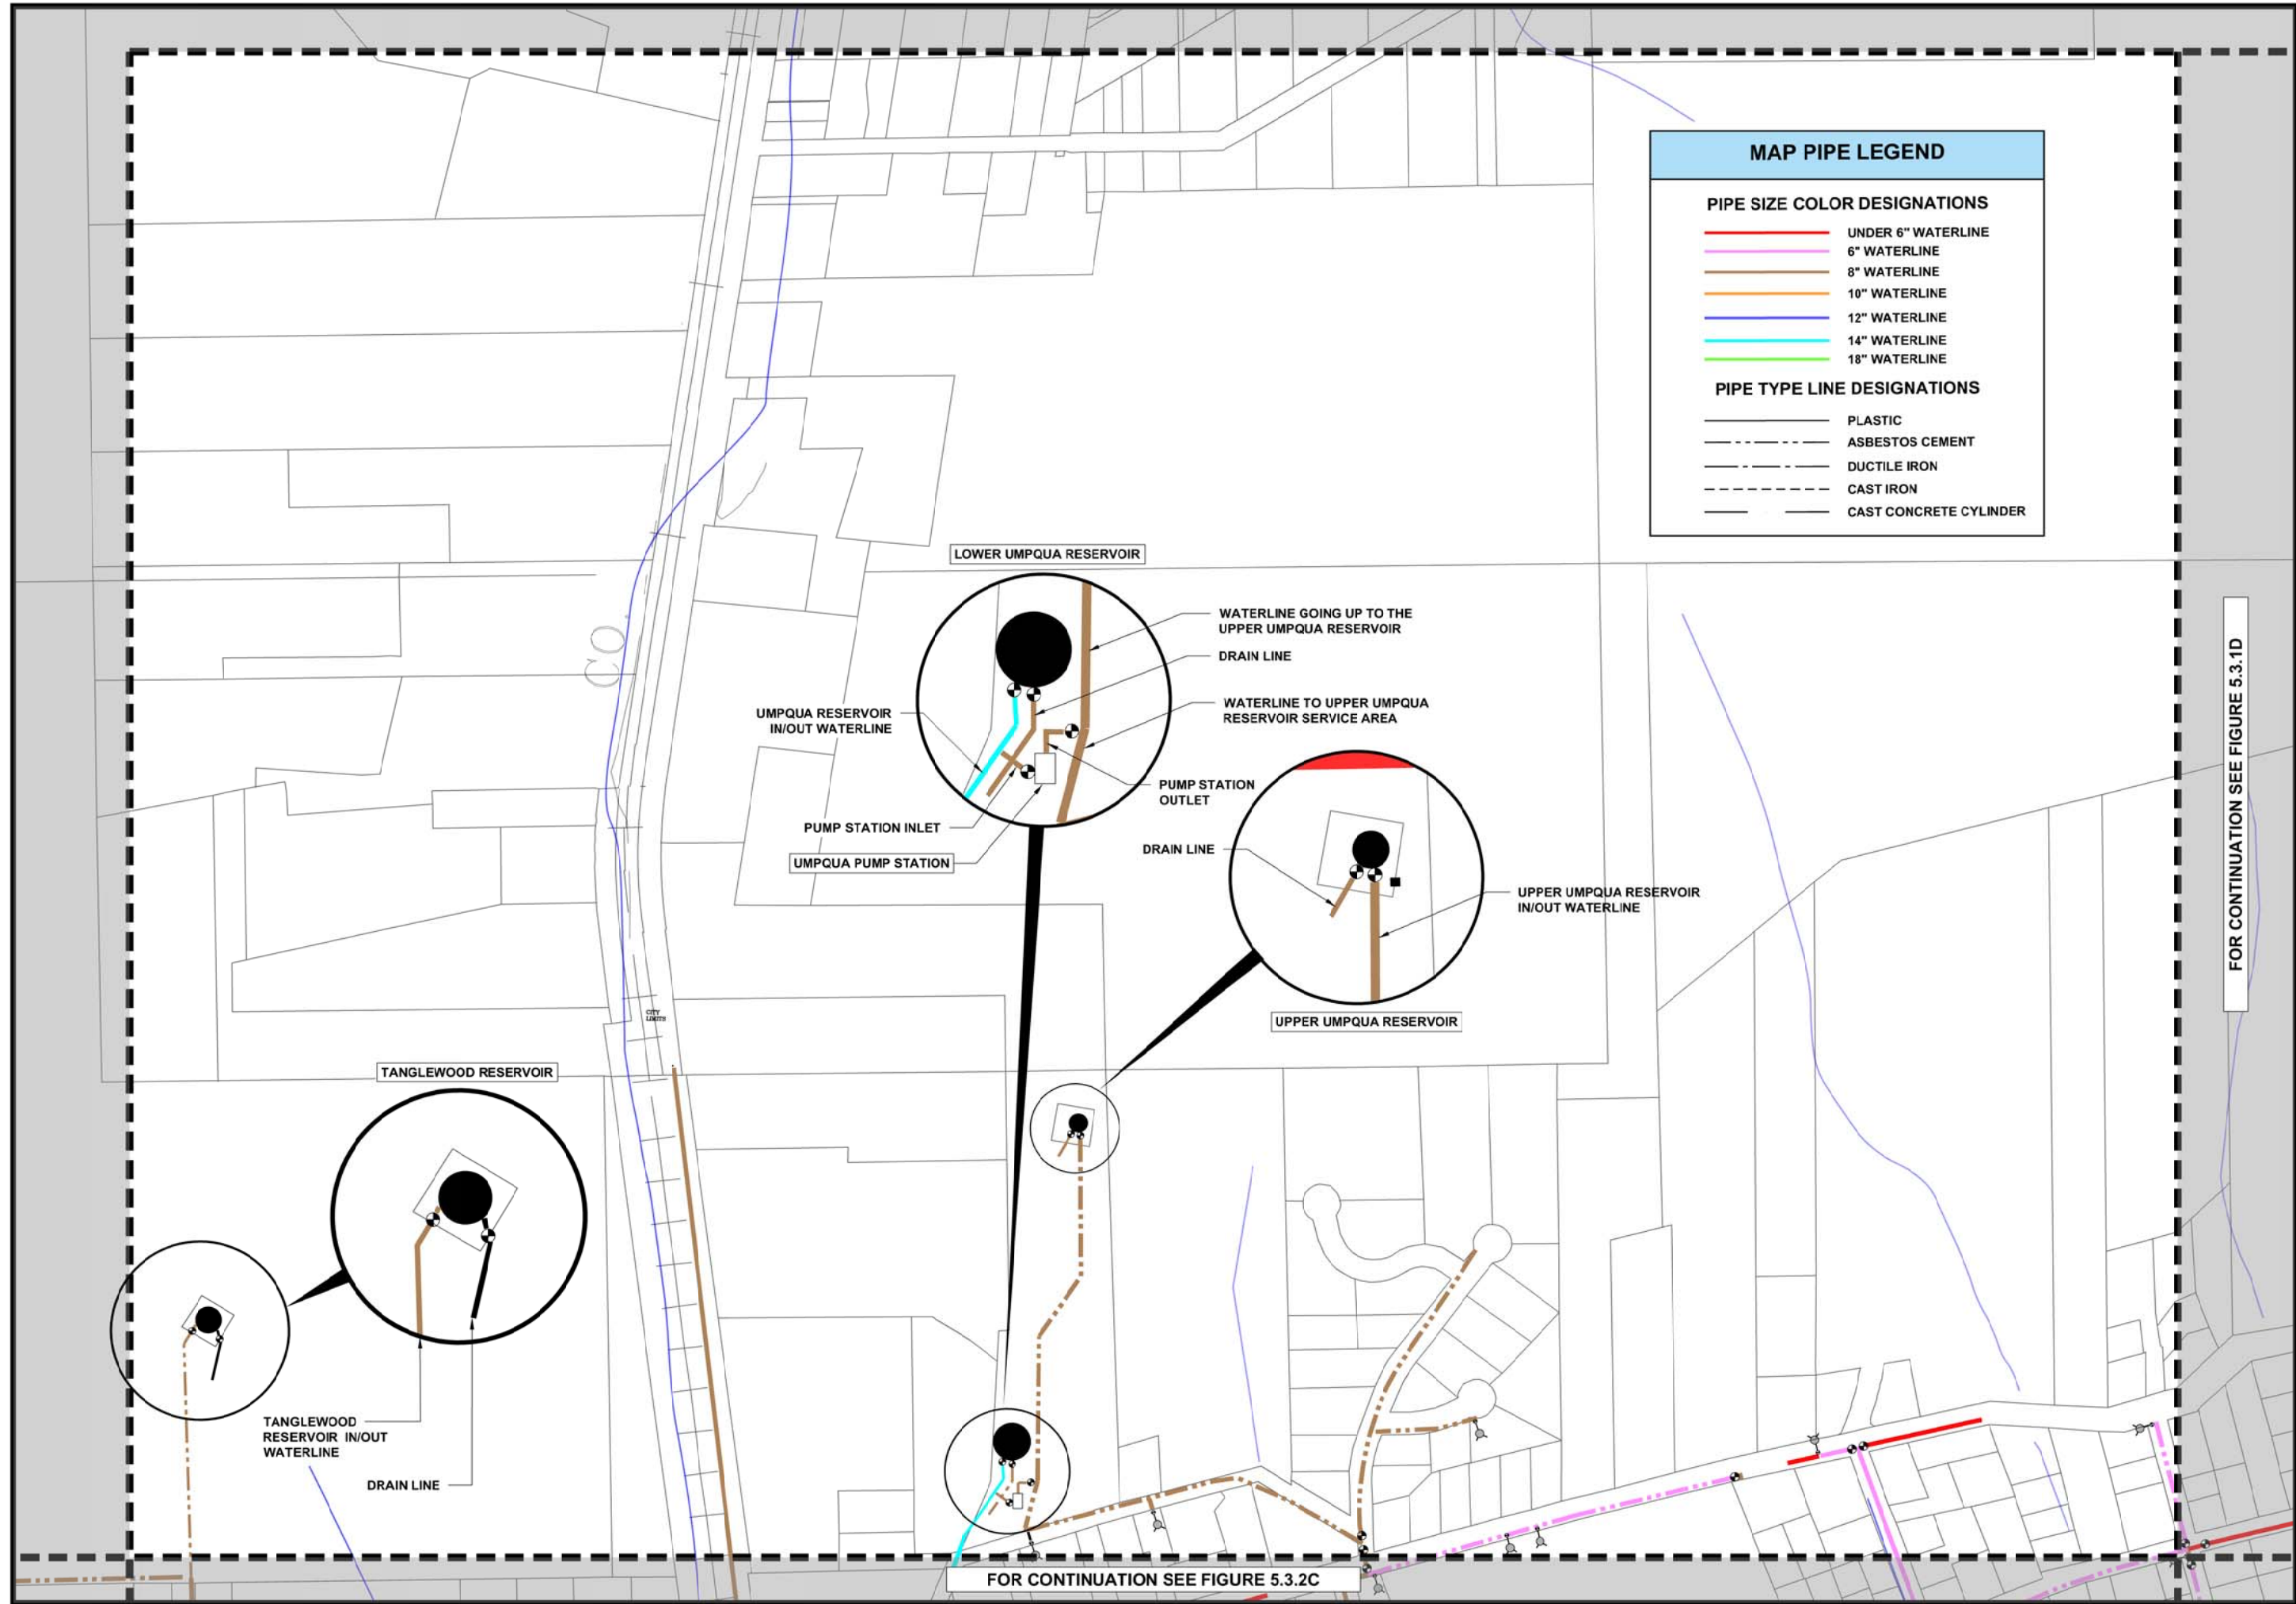 MAP PIPE LEGEND
PIPE SIZE COLOR DESIGNATIONS
UNDER 6" WATERLINE
6" WATERLINE
8" WATERLINE
10" WATERLINE
12" WATERLINE
14" WATERLINE
18" WATERLINE
PIPE TYPE LINE DESIGNATIONS
PLASTIC
ASBESTOS CEMENT
DUCTILE IRON
CAST IRON
CAST CONCRETE CYLINDER
LOWER UMPQUA RESERVOIR
WATERLINE GOING UP TO THE
UPPER UMPQUA RESERVOIR
DRAIN LINE
WATERLINE TO UPPER UMPQUA
RESERVOIR SERVICE AREA
UMPQUA RESERVOIR
IN/OUT WATERLINE
PUMP STATION
OUTLET
PUMP STATION INLET
UMPQUA PUMP STATION
CO.
DRAIN LINE
UPPER UMPQUA RESERVOIR
IN/OUT WATERLINE
UPPER UMPQUA RESERVOIR
FOR CONTINUATION SEE FIGURE 5.3.1D
CITY
LIMITS
TANGLEWOOD RESERVOIR
TANGLEWOOD
RESERVOIR IN/OUT
WATERLINE
DRAIN LINE
FOR CONTINUATION SEE FIGURE 5.3.2C